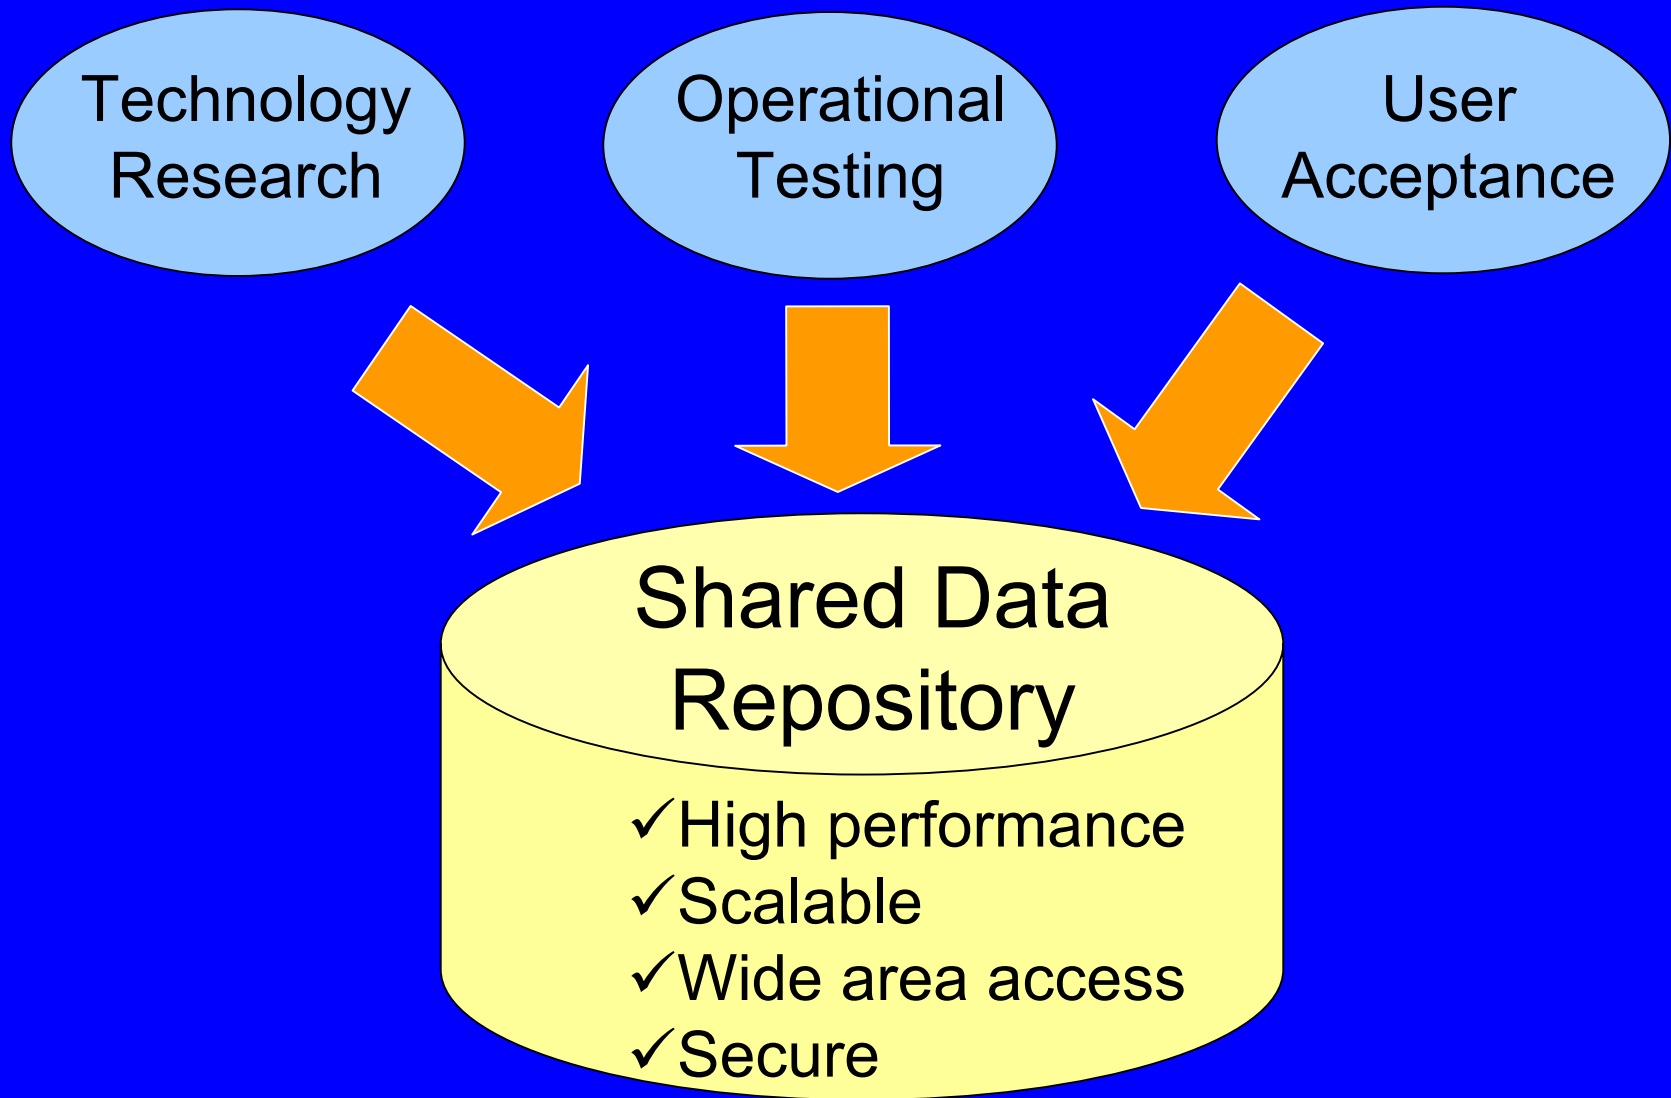 Technology
Research
Operational
Testing
User
Acceptance
Shared Data
Repository
✓High performance
✓Scalable
✓Wide area access
✓Secure